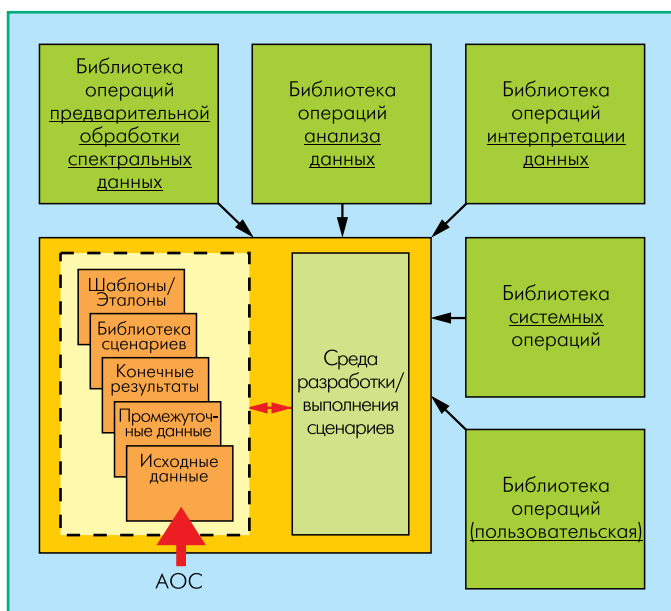 Библиотека
операций
предварительной
обработки
спектральных
данных
Библиотека
операций
анализа
данных
Библиотека
операций
интерпретации
данных
Шаблоны/
Эталоны
Библиотека
сценариев
Конечные
результаты
Промежуточ-
ные данные
Исходные
данные
Среда
разработки/
выполнения
сценариев
Библиотека
системных
операций
Библиотека
операций
(пользовательская)
АОС